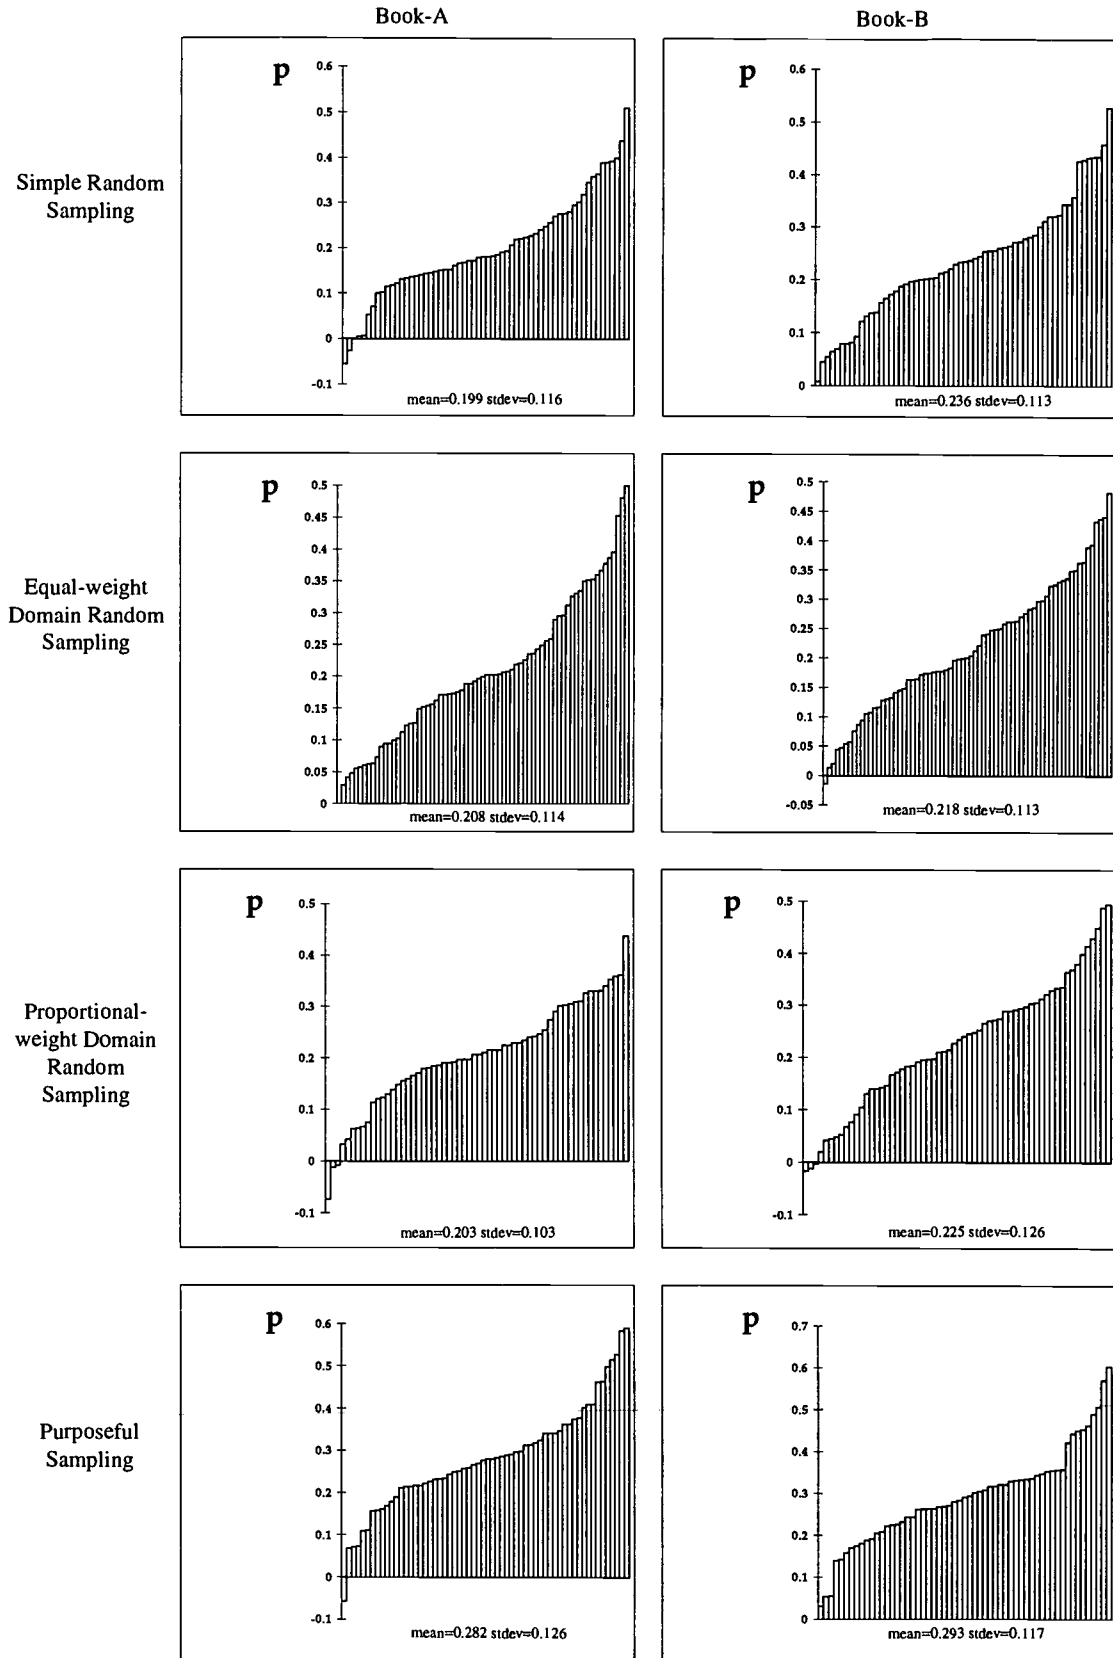 Book-A
Book-B
Simple Random
Sampling
p
0.6
0.5
0.4
0.3
0.2
0.1
0
-0.1
mean=0.199 stdev=0.116
p
0.6
0.5
0.4
0.3
0.2
0.1
0
mean=0.236 stdev=0.113
Equal-weight
Domain Random
Sampling
p
0.5
0.45
0.4
0.35
0.3
0.25
0.2
0.15
0.1
0.05
0
mean=0.208 stdev=0.114
p
0.5
0.45
0.4
0.35
0.3
0.25
0.2
0.15
0.1
0.05
0
-0.05
mean=0.218 stdev=0.113
Proportional-
weight Domain
Random
Sampling
p
0.5
0.4
0.3
0.2
0.1
0
-0.1
mean=0.203 stdev=0.103
p
0.5
0.4
0.3
0.2
0.1
0
-0.1
mean=0.225 stdev=0.126
Purposeful
Sampling
p
0.6
0.5
0.4
0.3
0.2
0.1
0
-0.1
mean=0.282 stdev=0.126
p
0.7
0.6
0.5
0.4
0.3
0.2
0.1
0
mean=0.293 stdev=0.117